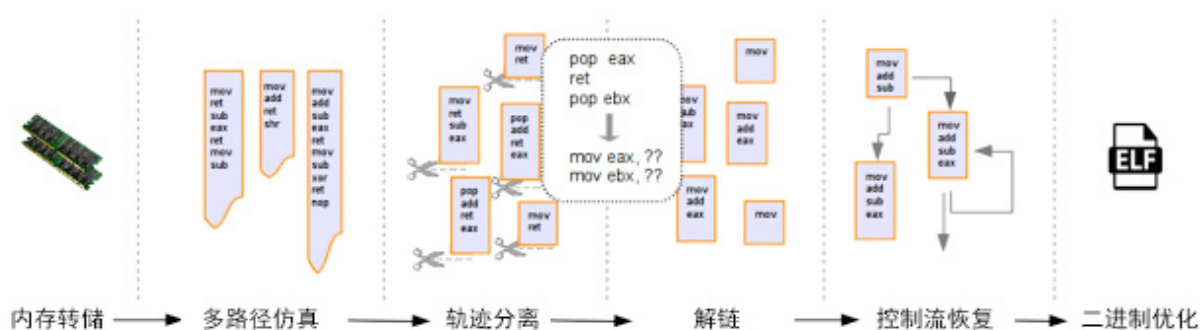 mov
ret
sub
eax
ret
mov
sub
mov
add
ret
shr
mov
add
sub
eax
ret
mov
sub
xor
ret
nop
mov
ret
mov
ret
sub
eax
pop
add
ret
eax
pop
add
ret
eax
mov
ret
pop eax
ret
pop ebx
mov eax, ??
mov ebx, ??
mov
mov
add
eax
mov
add
eax
mov
mov
add
sub
mov
add
sub
eax
mov
add
sub
eax
ELF
内存转储
多路径仿真
轨迹分离
解链
控制流恢复
二进制优化